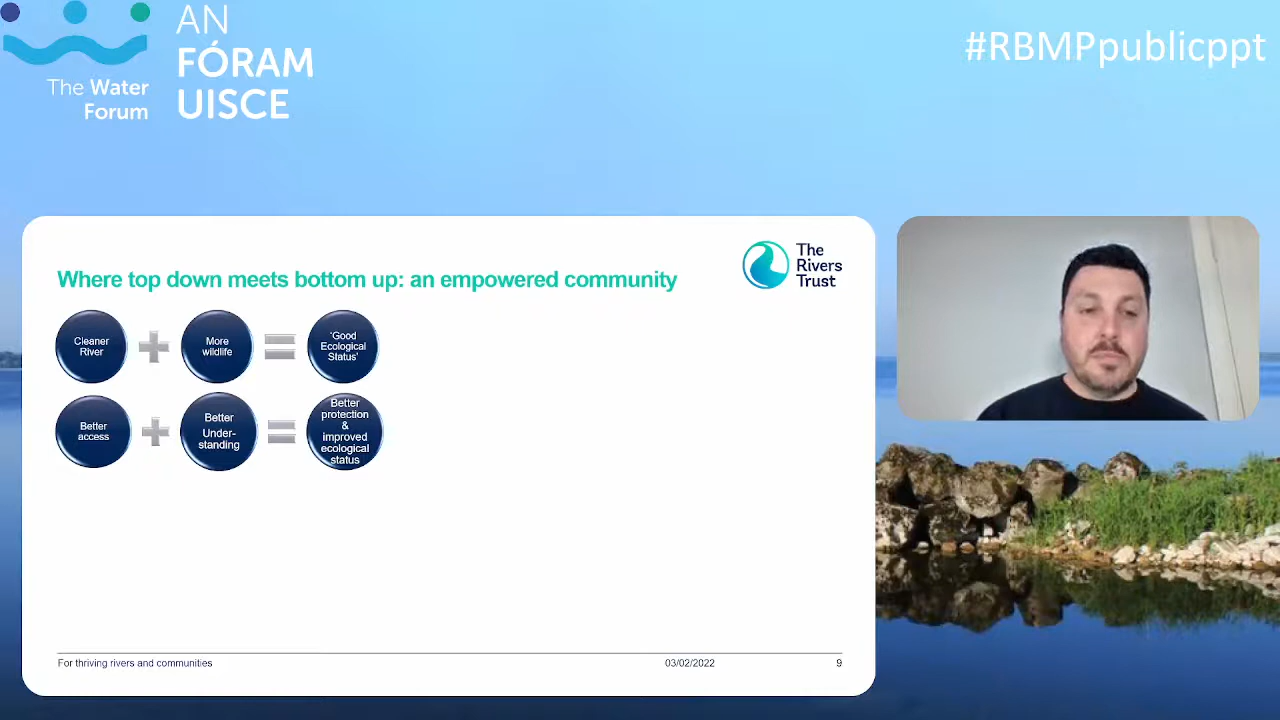 The Water
Forum
AN
FÓRAM
UISCE
#RBMPpublicppt
The
Rivers
Trust
Where top down meets bottom up: an empowered community
Cleaner
River
More
wildlife
'Good
Ecological
Status'
Better
access
Better
Under-
standing
Better
protection
&
improved
ecological
status
For thriving rivers and communities
03/02/2022
9